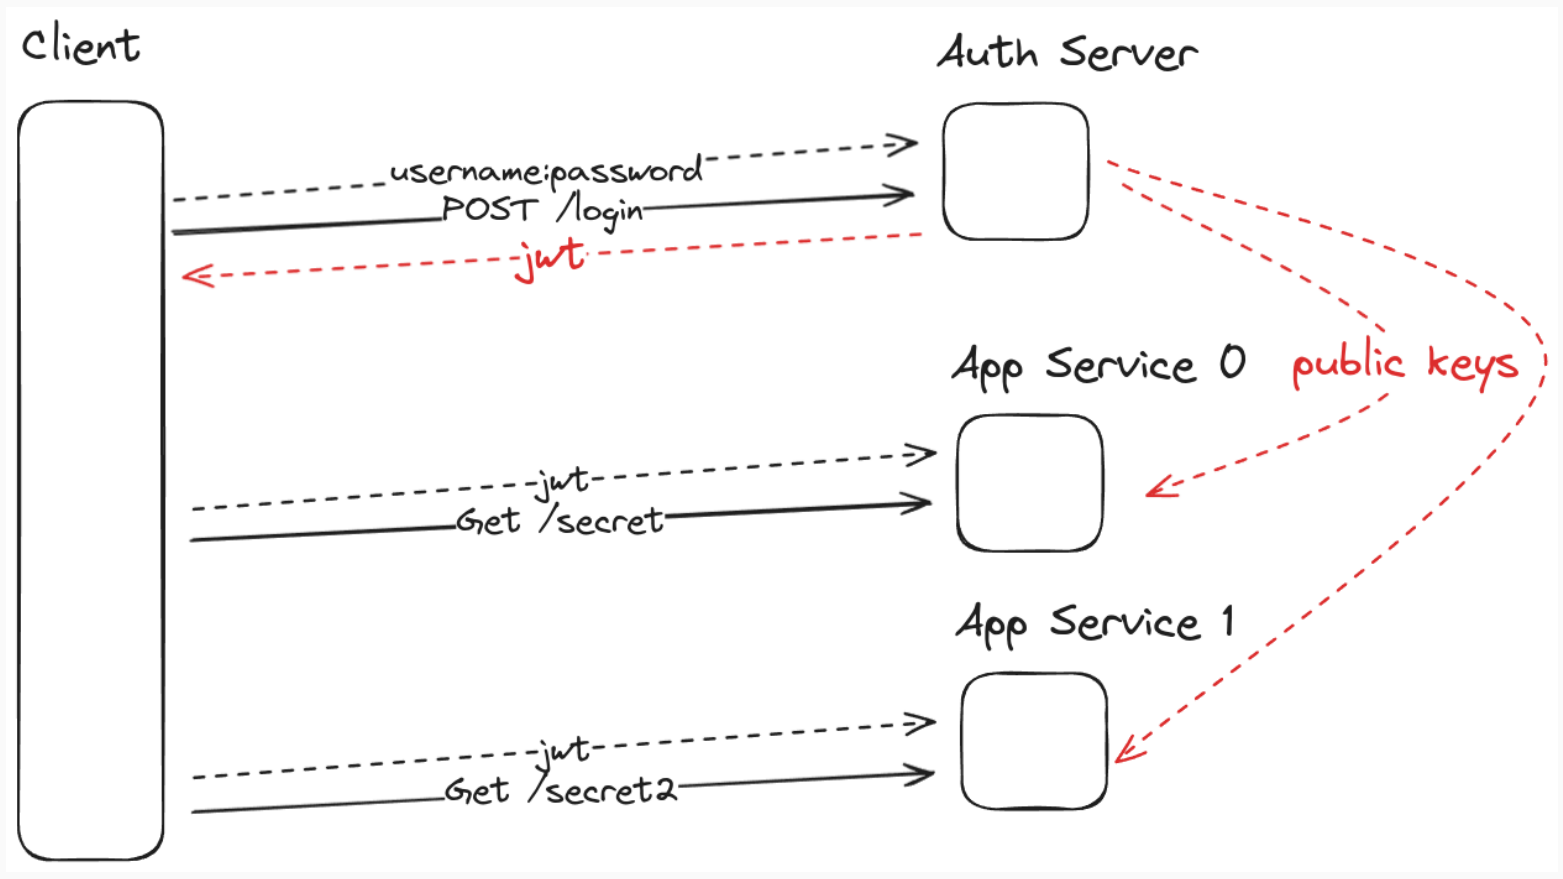 Client
Auth Server
username:password
POST /login
jwt
App Service 0
public keys
jwt
Get /secret
App Service 1
jwt
Get /secret2